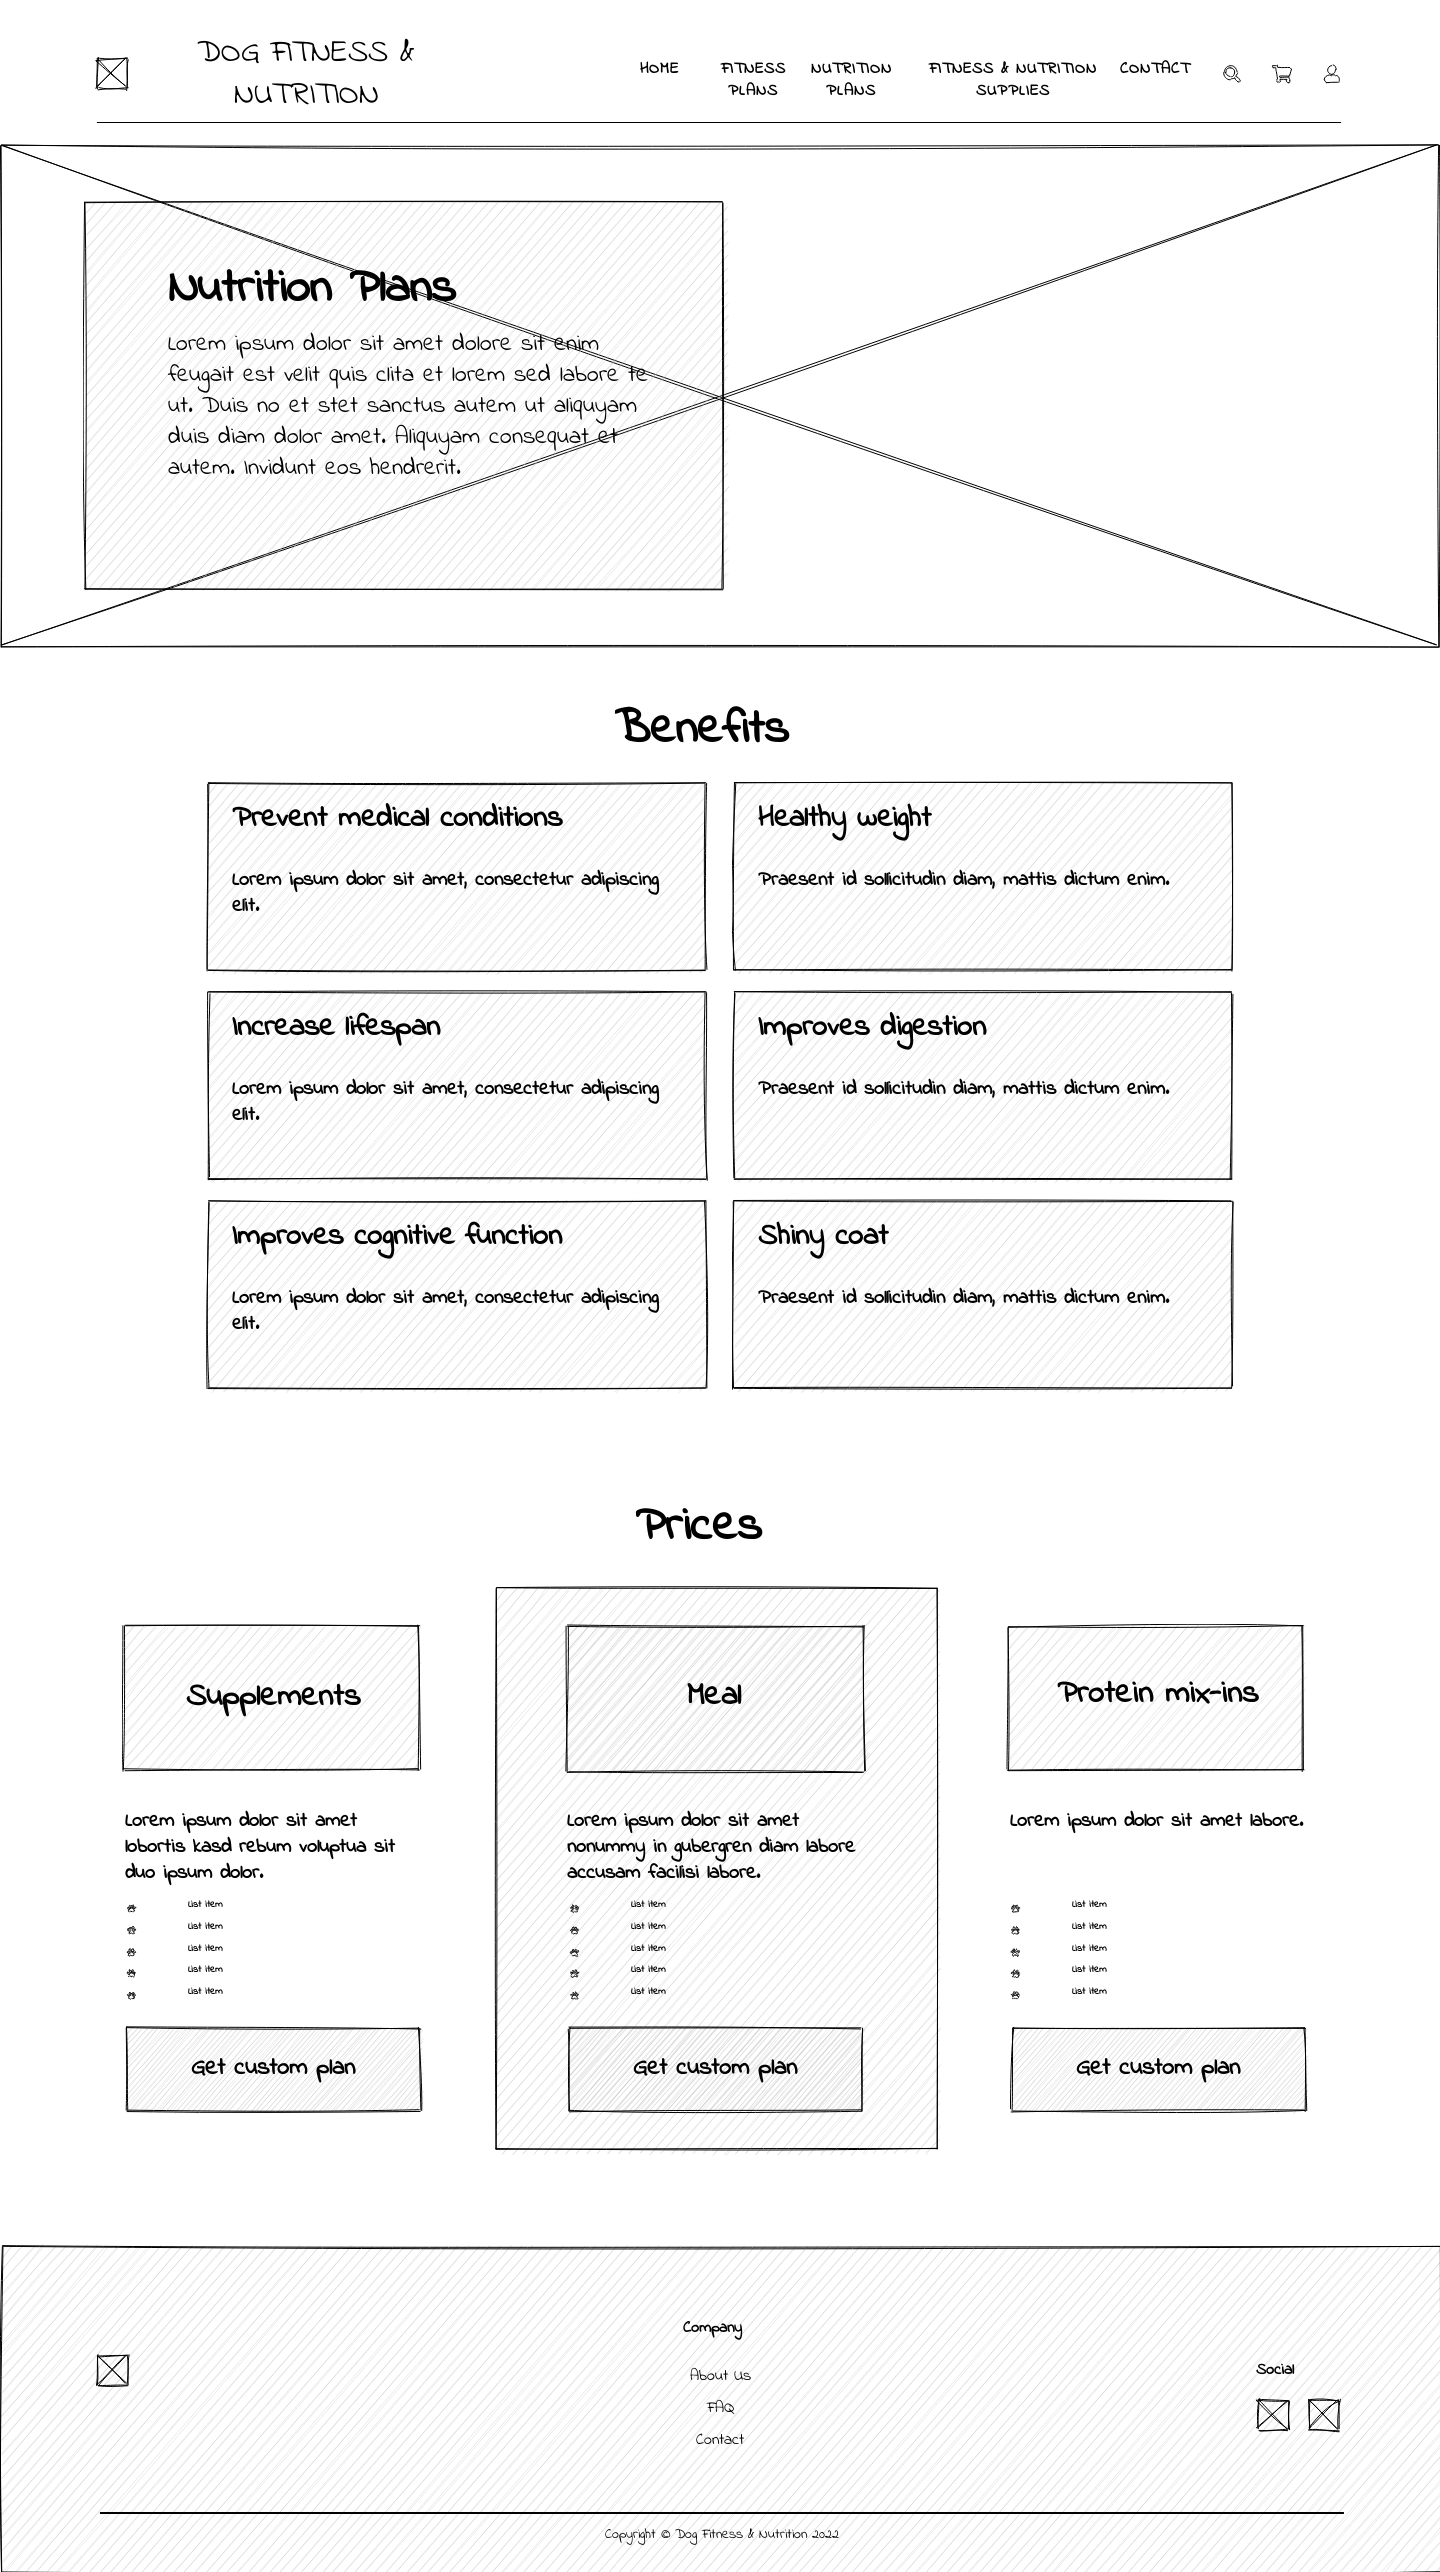 DOG FITNESS &
NUTRITION
HOME
FITNESS
PLANS
NUTRITION
PLANS
FITNESS & NUTRITION
SUPPLIES
CONTACT
Nutrition Plans
Lorem ipsum dolor sit amet dolore sit enim
feugait est velit quis clita et lorem sed labore te
ut. Duis no et stet sanctus autem ut aliquyam
duis diam dolor amet. Aliquyam consequat et
autem. Invidunt eos hendrerit.
Benefits
Prevent medical conditions
Lorem ipsum dolor sit amet, consectetur adipiscing
elit.
Healthy weight
Praesent id sollicitudin diam, mattis dictum enim.
Increase lifespan
Lorem ipsum dolor sit amet, consectetur adipiscing
elit.
Improves digestion
Praesent id sollicitudin diam, mattis dictum enim.
Improves cognitive function
Lorem ipsum dolor sit amet, consectetur adipiscing
elit.
Shiny coat
Praesent id sollicitudin diam, mattis dictum enim.
Prices
Supplements
Lorem ipsum dolor sit amet
lobortis kasd rebum voluptua sit
duo ipsum dolor.
List item
List item
List item
List item
List item
Get custom plan
Meal
Lorem ipsum dolor sit amet
nonummy in gubergren diam labore
accusam facilisi labore.
List item
List item
List item
List item
List item
Get custom plan
Protein mix-ins
Lorem ipsum dolor sit amet labore.
List item
List item
List item
List item
List item
Get custom plan
Company
About Us
FAQ
Contact
Social
Copyright © Dog Fitness & Nutrition 2022